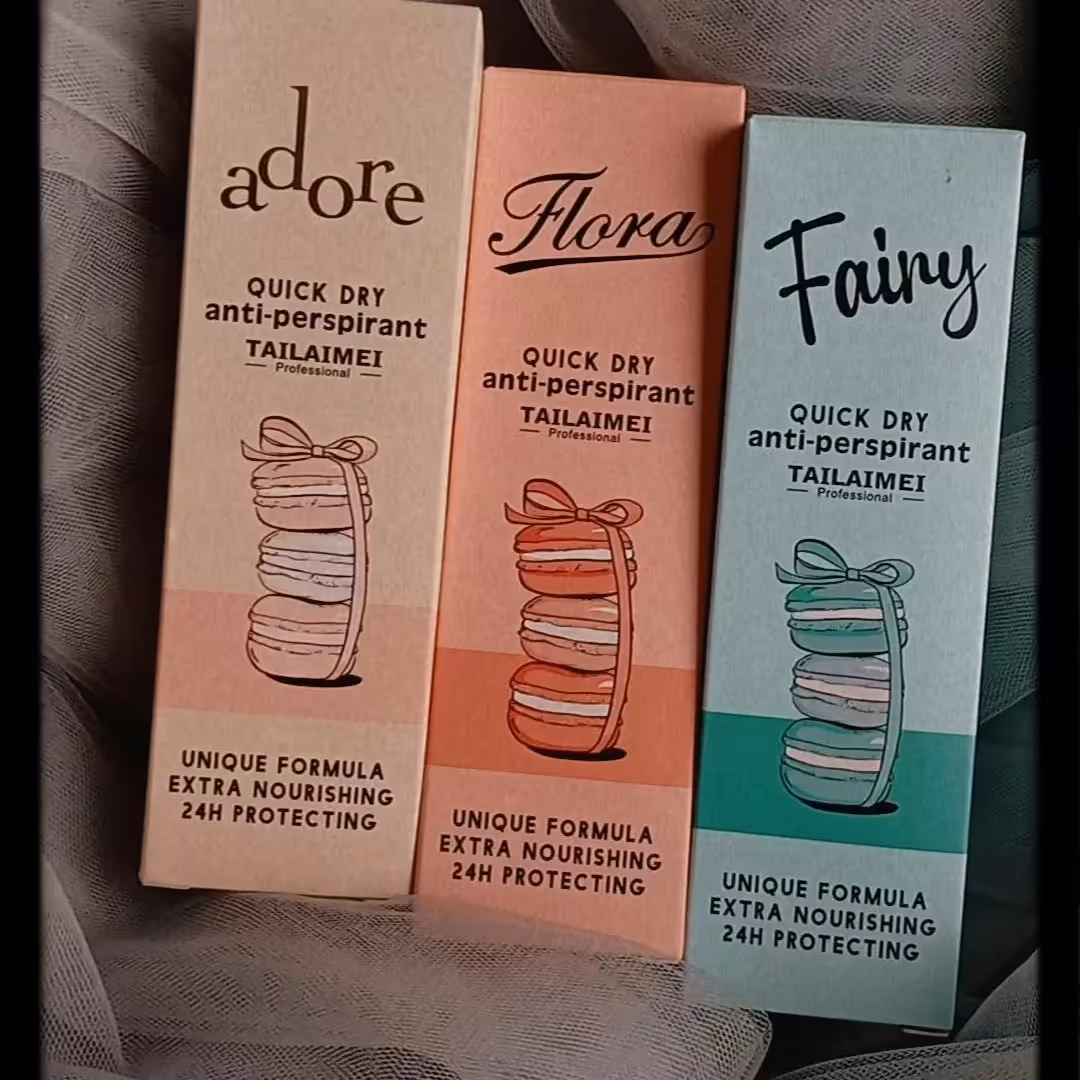 adore
QUICK DRY
anti-perspirant
TAILAIMEI
Professional
UNIQUE FORMULA
EXTRA NOURISHING
24H PROTECTING
Flora
QUICK DRY
anti-perspirant
TAILAIMEI
Professional
UNIQUE FORMULA
EXTRA NOURISHING
24H PROTECTING
Fairy
QUICK DRY
anti-perspirant
TAILAIMEI
Professional
UNIQUE FORMULA
EXTRA NOURISHING
24H PROTECTING